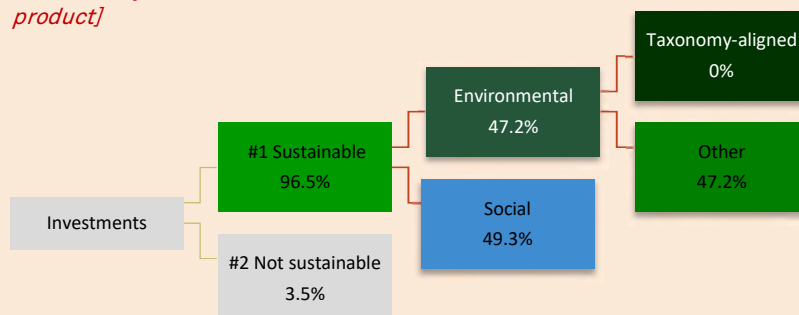 product]
Taxonomy-aligned
0%
Environmental
47.2%
#1 Sustainable
96.5%
Other
47.2%
Investments
Social
49.3%
#2 Not sustainable
3.5%